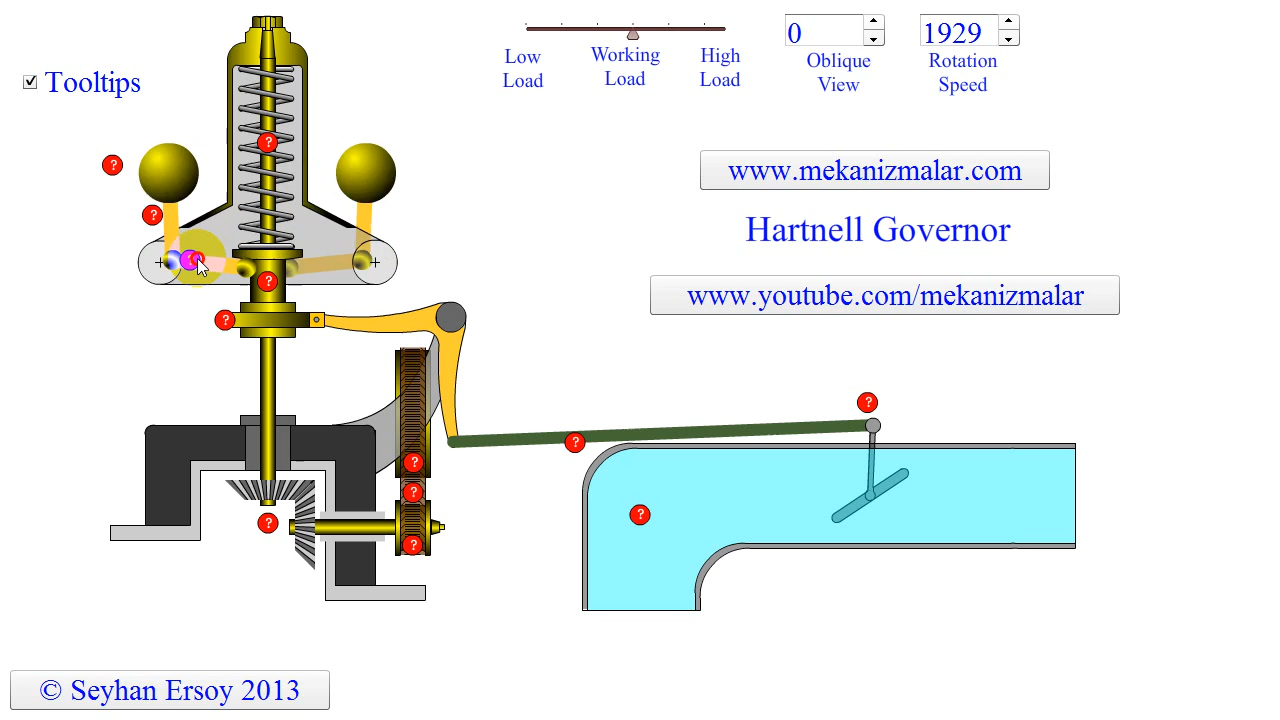 Tooltips
Low Load
Working Load
High Load
0
Oblique View
1929
Rotation Speed
www.mekanizmalar.com
Hartnell Governor
www.youtube.com/mekanizmalar
?
?
?
?
?
?
?
?
?
?
?
?
?
© Seyhan Ersoy 2013